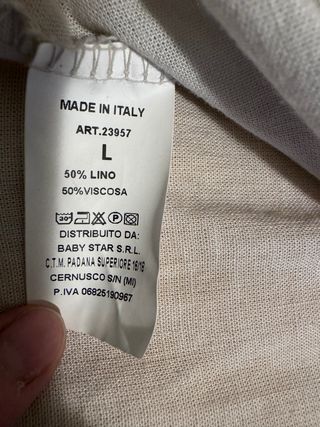 MADE IN ITALY
ART.23957
L
50% LINO
50%VISCOSA
DISTRIBUITO DA:
BABY STAR S.R.L.
C.T.M. PADANA SUPERIORE 16/18
CERNUSCO S/N (MI)
P.IVA 06825190967